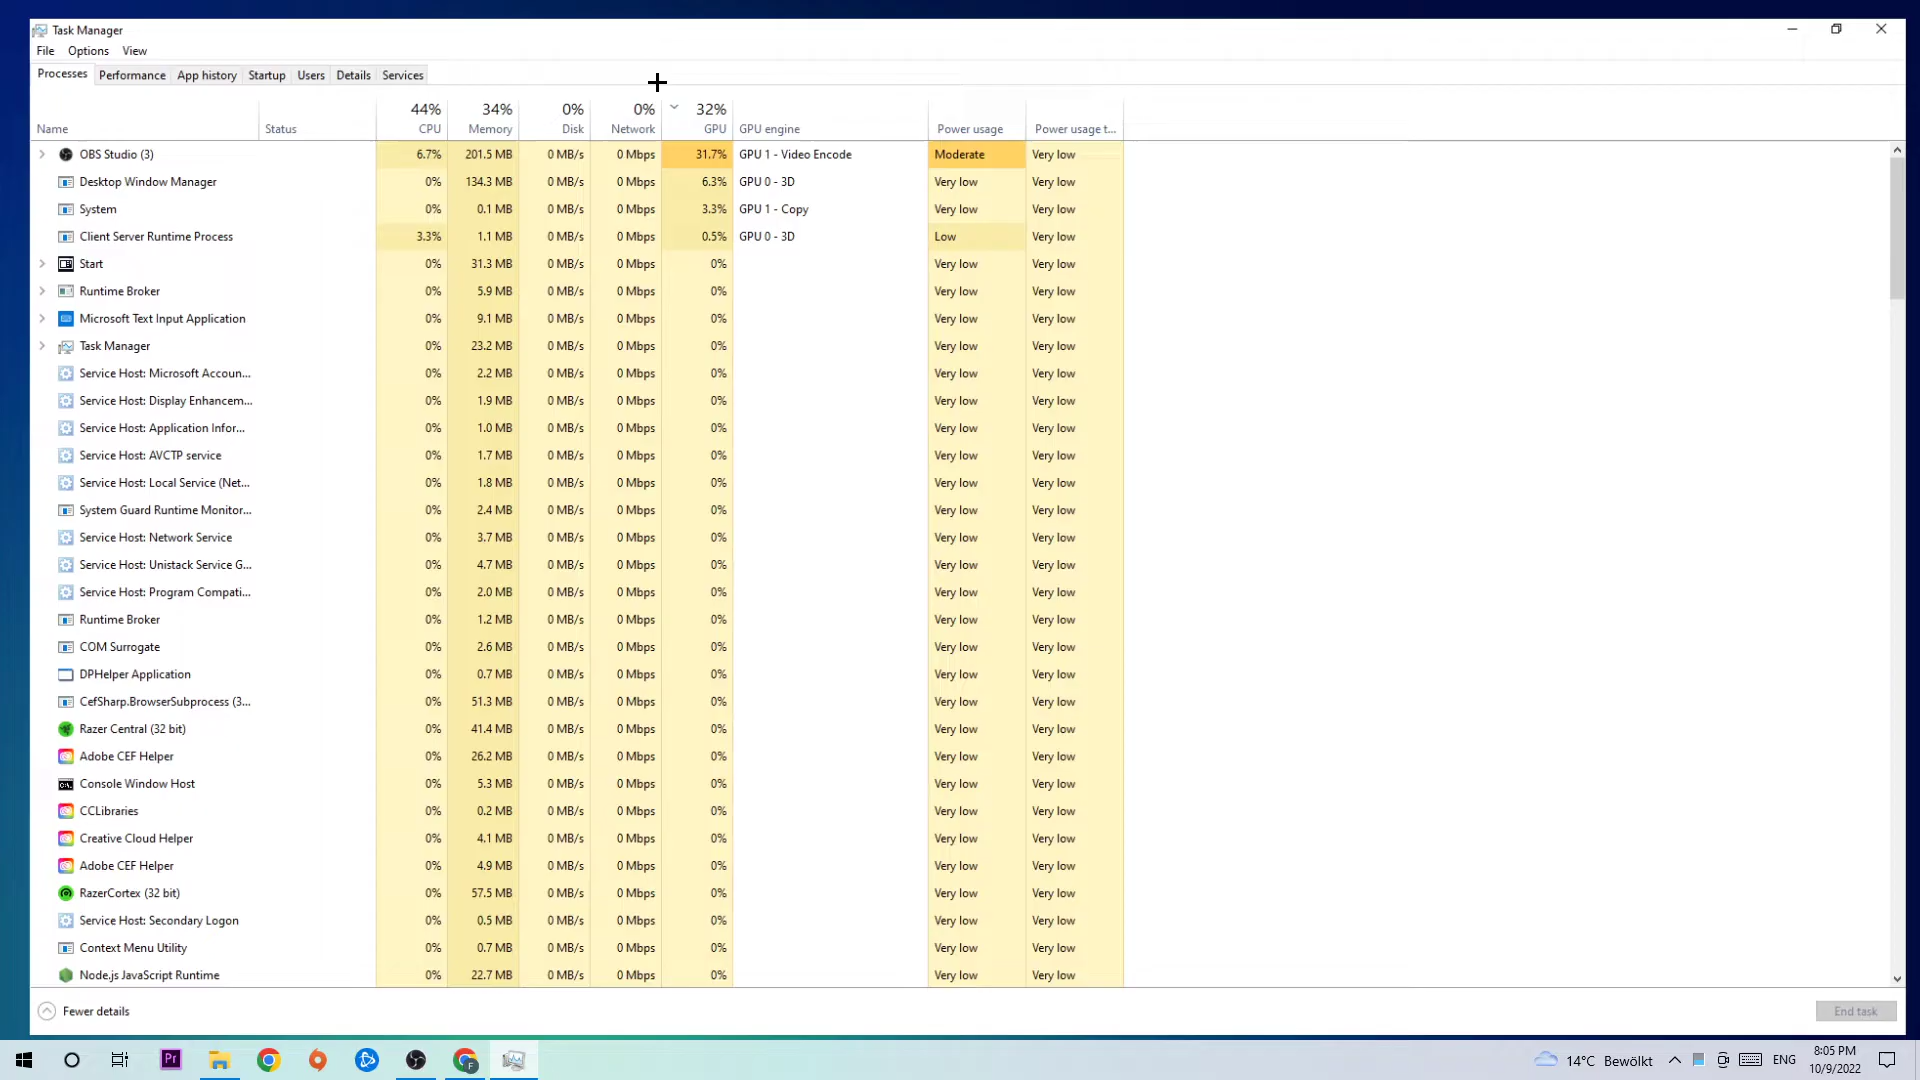 Task Manager
File Options View
Processes Performance App history Startup Users Details Services
44% 34% 0% 0% 32%
Name Status CPU Memory Disk Network GPU GPU engine Power usage Power usage t...
OBS Studio (3) 6.7% 201.5 MB 0 MB/s 0 Mbps 31.7% GPU 1 - Video Encode Moderate Very low
Desktop Window Manager 0% 134.3 MB 0 MB/s 0 Mbps 6.3% GPU 0 - 3D Very low Very low
System 0% 0.1 MB 0 MB/s 0 Mbps 3.3% GPU 1 - Copy Very low Very low
Client Server Runtime Process 3.3% 1.1 MB 0 MB/s 0 Mbps 0.5% GPU 0 - 3D Low Very low
Start 0% 31.3 MB 0 MB/s 0 Mbps 0% Very low Very low
Runtime Broker 0% 5.9 MB 0 MB/s 0 Mbps 0% Very low Very low
Microsoft Text Input Application 0% 9.1 MB 0 MB/s 0 Mbps 0% Very low Very low
Task Manager 0% 23.2 MB 0 MB/s 0 Mbps 0% Very low Very low
Service Host: Microsoft Accoun... 0% 2.2 MB 0 MB/s 0 Mbps 0% Very low Very low
Service Host: Display Enhancem... 0% 1.9 MB 0 MB/s 0 Mbps 0% Very low Very low
Service Host: Application Infor... 0% 1.0 MB 0 MB/s 0 Mbps 0% Very low Very low
Service Host: AVCTP service 0% 1.7 MB 0 MB/s 0 Mbps 0% Very low Very low
Service Host: Local Service (Net... 0% 1.8 MB 0 MB/s 0 Mbps 0% Very low Very low
System Guard Runtime Monitor... 0% 2.4 MB 0 MB/s 0 Mbps 0% Very low Very low
Service Host: Network Service 0% 3.7 MB 0 MB/s 0 Mbps 0% Very low Very low
Service Host: Unistack Service G... 0% 4.7 MB 0 MB/s 0 Mbps 0% Very low Very low
Service Host: Program Compati... 0% 2.0 MB 0 MB/s 0 Mbps 0% Very low Very low
Runtime Broker 0% 1.2 MB 0 MB/s 0 Mbps 0% Very low Very low
COM Surrogate 0% 2.6 MB 0 MB/s 0 Mbps 0% Very low Very low
DPHelper Application 0% 0.7 MB 0 MB/s 0 Mbps 0% Very low Very low
CefSharp.BrowserSubprocess (3... 0% 51.3 MB 0 MB/s 0 Mbps 0% Very low Very low
Razer Central (32 bit) 0% 41.4 MB 0 MB/s 0 Mbps 0% Very low Very low
Adobe CEF Helper 0% 26.2 MB 0 MB/s 0 Mbps 0% Very low Very low
Console Window Host 0% 5.3 MB 0 MB/s 0 Mbps 0% Very low Very low
CCLibraries 0% 0.2 MB 0 MB/s 0 Mbps 0% Very low Very low
Creative Cloud Helper 0% 4.1 MB 0 MB/s 0 Mbps 0% Very low Very low
Adobe CEF Helper 0% 4.9 MB 0 MB/s 0 Mbps 0% Very low Very low
RazerCortex (32 bit) 0% 57.5 MB 0 MB/s 0 Mbps 0% Very low Very low
Service Host: Secondary Logon 0% 0.5 MB 0 MB/s 0 Mbps 0% Very low Very low
Context Menu Utility 0% 0.7 MB 0 MB/s 0 Mbps 0% Very low Very low
Node.js JavaScript Runtime 0% 22.7 MB 0 MB/s 0 Mbps 0% Very low Very low
Fewer details End task
Pr F 14°C Bewölkt ENG 8:05 PM
10/9/2022